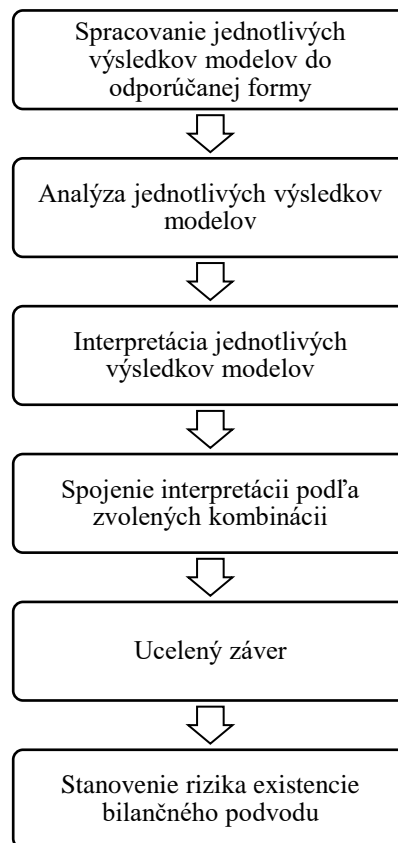 Spracovanie jednotlivých
výsledkov modelov do
odporúčanej formy
Analýza jednotlivých výsledkov
modelov
Interpretácia jednotlivých
výsledkov modelov
Spojenie interpretácii podľa
zvolených kombinácii
Ucelený záver
Stanovenie rizika existencie
bilančného podvodu